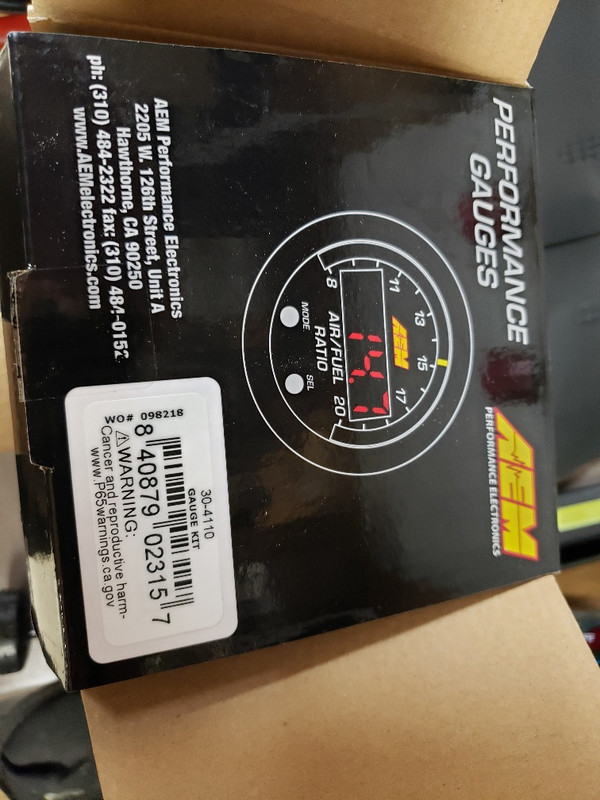 PERFORMANCE
GAUGES
AEM
PERFORMANCE ELECTRONICS
8
11
13
15
17
20
AEM
14.7
AIR/FUEL
RATIO
MODE
SEL
AEM Performance Electronics
2205 W. 126th Street, Unit A
Hawthorne, CA 90250
ph: (310) 484-2322 fax: (310) 484-0152
www.AEMelectronics.com
30-4110
GAUGE KIT
8 40879 02315 7
WO# 098218
⚠WARNING:
Cancer and reproductive harm-
www.P65warnings.ca.gov